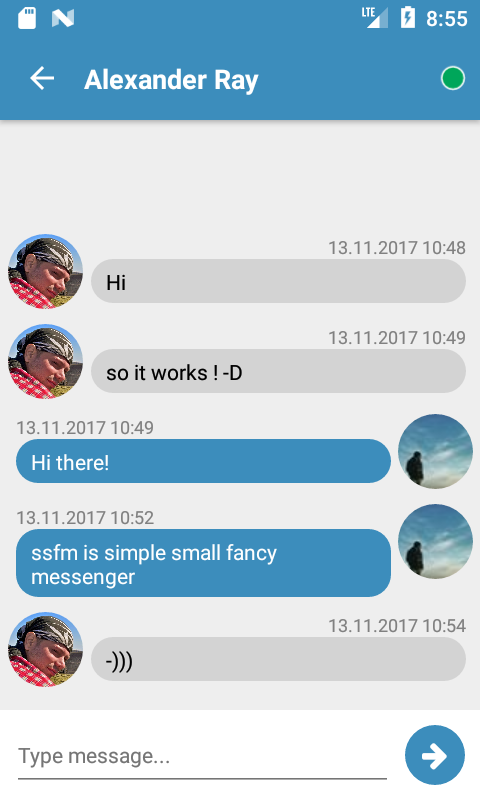 LTE 8:55
Alexander Ray
13.11.2017 10:48
Hi
13.11.2017 10:49
so it works ! -D
13.11.2017 10:49
Hi there!
13.11.2017 10:52
ssfm is simple small fancy
messenger
13.11.2017 10:54
-)))
Type message...